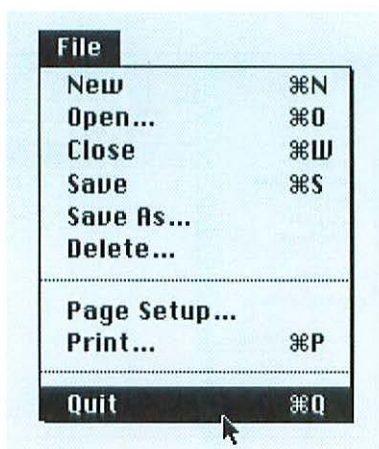 File
New ⌘N
Open... ⌘O
Close ⌘W
Save ⌘S
Save As...
Delete...
Page Setup...
Print... ⌘P
Quit ⌘Q